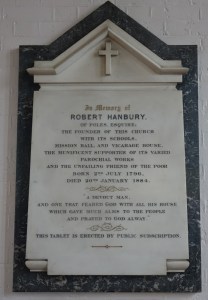 In Memory of
ROBERT HANBURY,
OF POLES, ESQUIRE,
THE FOUNDER OF THIS CHURCH
WITH ITS SCHOOLS,
MISSION HALL AND VICARAGE HOUSE,
THE MUNIFICENT SUPPORTER OF ITS VARIED
PAROCHIAL WORKS
AND THE UNFAILING FRIEND OF THE POOR
BORN 2ND JULY 1796,
DIED 20TH JANUARY 1884.
A DEVOUT MAN,
AND ONE THAT FEARED GOD WITH ALL HIS HOUSE
WHICH GAVE MUCH ALMS TO THE PEOPLE
AND PRAYED TO GOD ALWAY.
THIS TABLET IS ERECTED BY PUBLIC SUBSCRIPTION